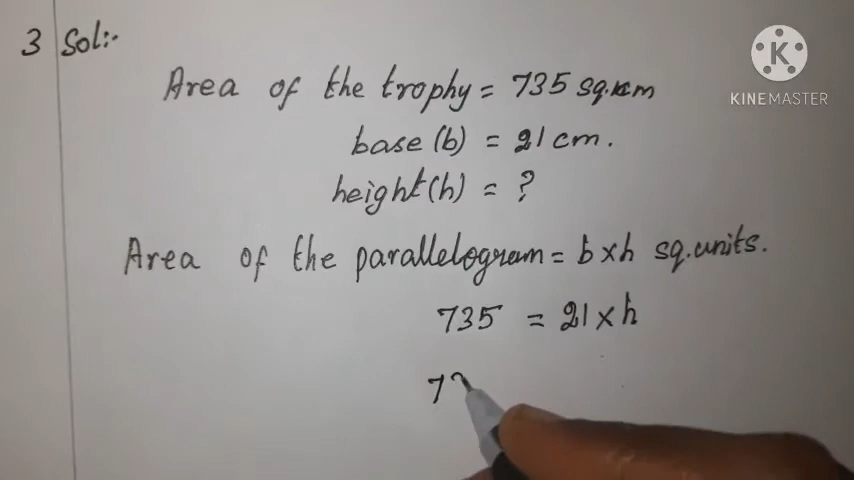 3 Sol:-
Area of the trophy = 735 sq.cm
base (b) = 21 cm.
height (h) = ?
Area of the parallelogram = b x h sq.units.
735 = 21 x h
73
KINEMASTER